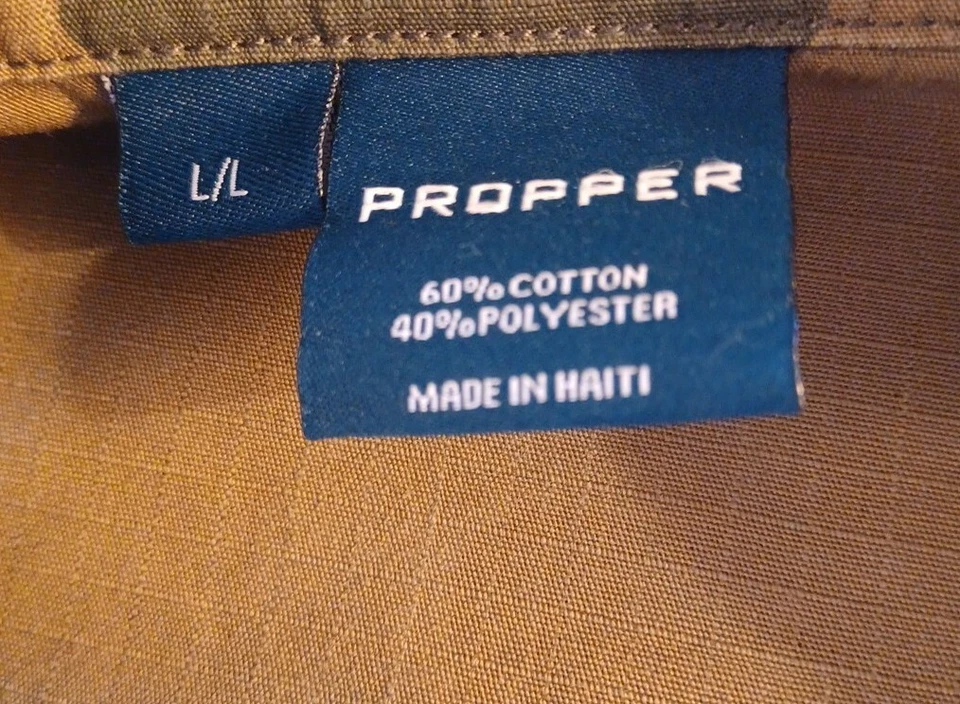 L/L
PROPPER
60% COTTON
40% POLYESTER
MADE IN HAITI